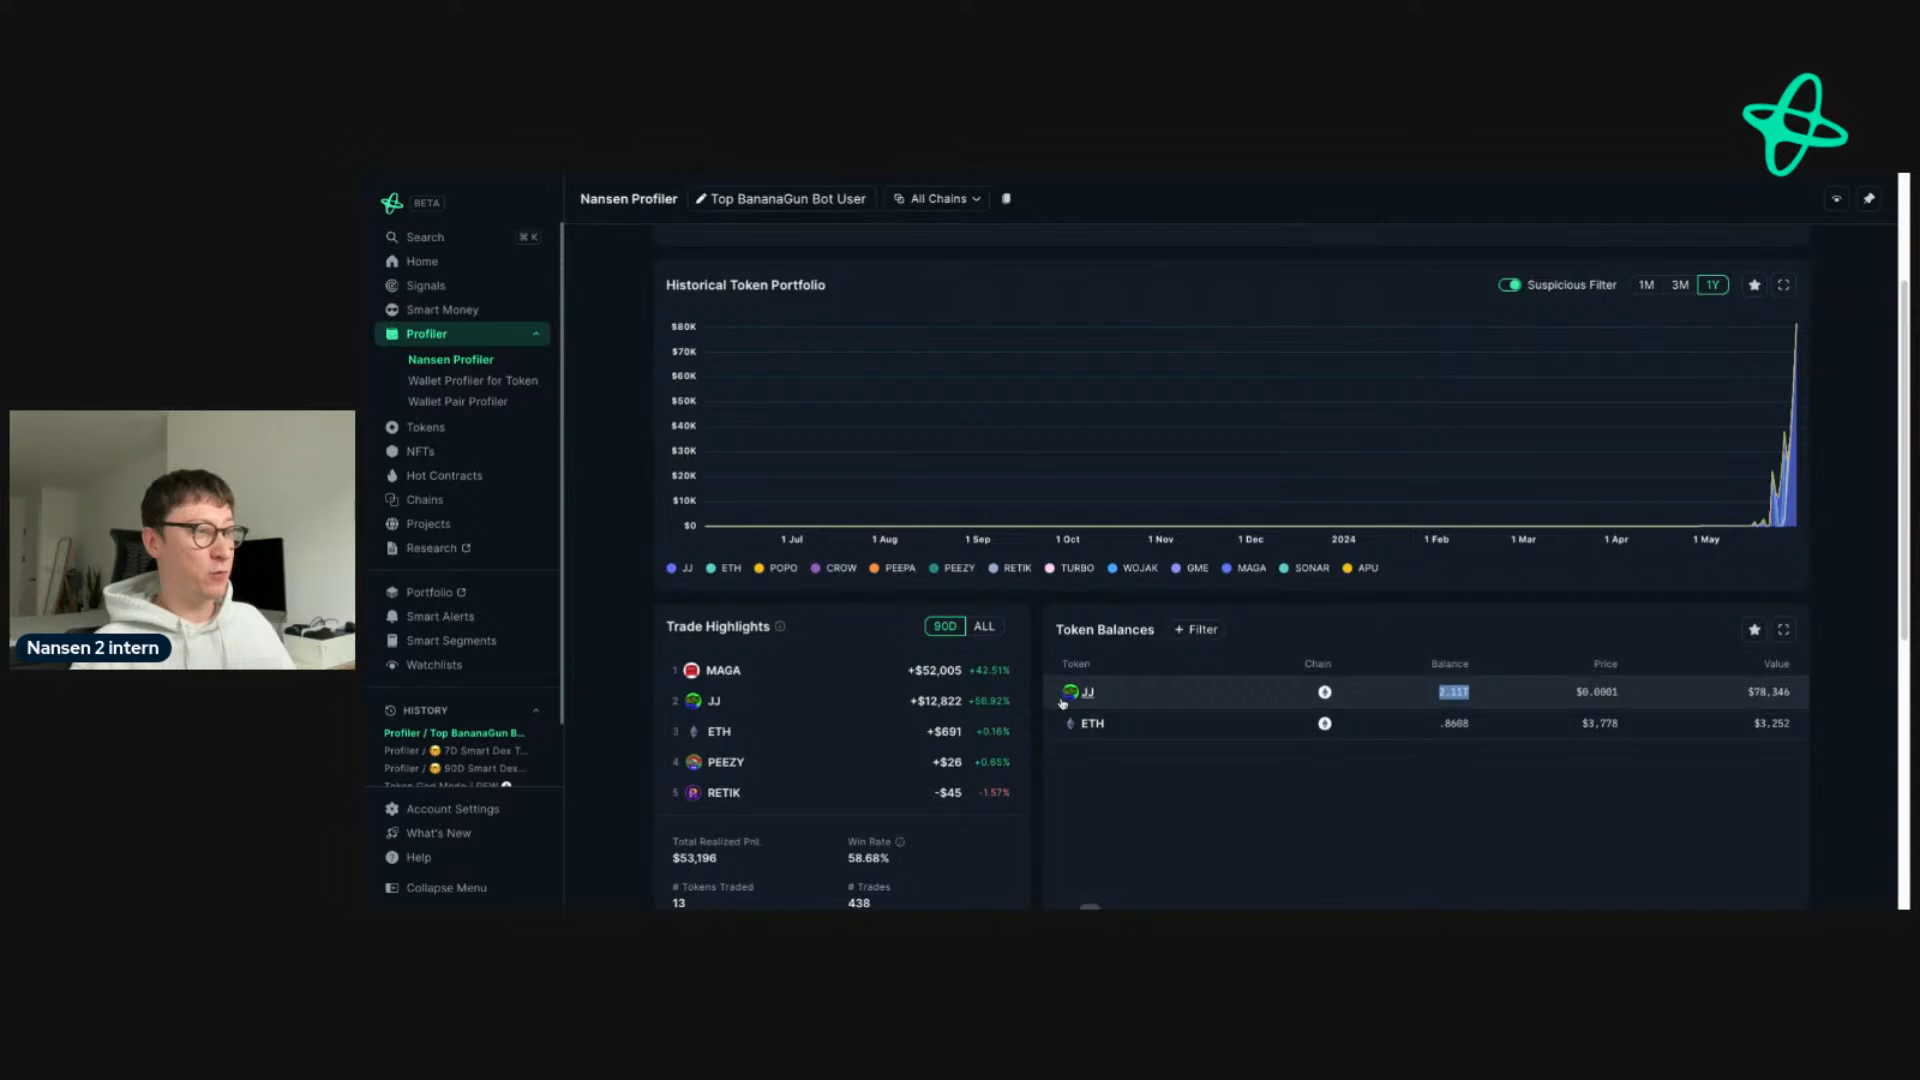 BETA
Search
⌘ K
Home
Signals
Smart Money
Profiler
Nansen Profiler
Wallet Profiler for Token
Wallet Pair Profiler
Tokens
NFTs
Hot Contracts
Chains
Projects
Research
Portfolio
Smart Alerts
Smart Segments
Watchlists
HISTORY
Profiler / Top BananaGun B...
Profiler / 7D Smart Dex T...
Profiler / 90D Smart Dex...
Account Settings
What's New
Help
Collapse Menu
Nansen 2 intern
Nansen Profiler
Top BananaGun Bot User
All Chains
Historical Token Portfolio
Suspicious Filter
1M 3M 1Y
$80K
$70K
$60K
$50K
$40K
$30K
$20K
$10K
$0
1 Jul 1 Aug 1 Sep 1 Oct 1 Nov 1 Dec 2024 1 Feb 1 Mar 1 Apr 1 May
JJ ETH POPO CROW PEEPA PEEZY RETIK TURBO WOJAK GME MAGA SONAR APU
Trade Highlights
90D ALL
1 MAGA +$52,005 +42.51%
2 JJ +$12,822 +56.92%
3 ETH +$691 +0.16%
4 PEEZY +$26 +0.65%
5 RETIK -$45 -1.57%
Total Realized PnL Win Rate
$53,196 58.68%
# Tokens Traded # Trades
13 438
Token Balances + Filter
Token Chain Balance Price Value
JJ $0.0001 $78,346
ETH .8608 $3,778 $3,252